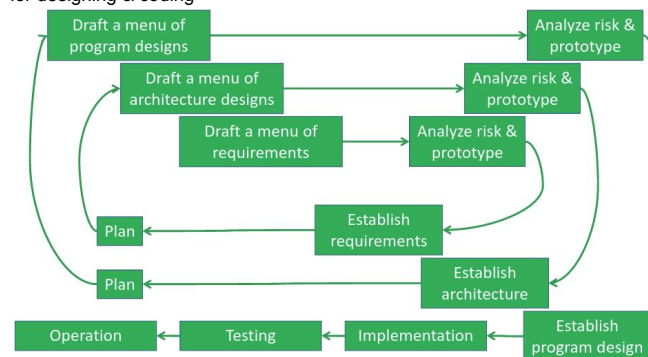 for designing & coding
Draft a menu of
program designs
Analyze risk &
prototype
Draft a menu of
architecture designs
Analyze risk &
prototype
Draft a menu of
requirements
Analyze risk &
prototype
Plan
Establish
requirements
Plan
Establish
architecture
Operation
Testing
Implementation
Establish
program design